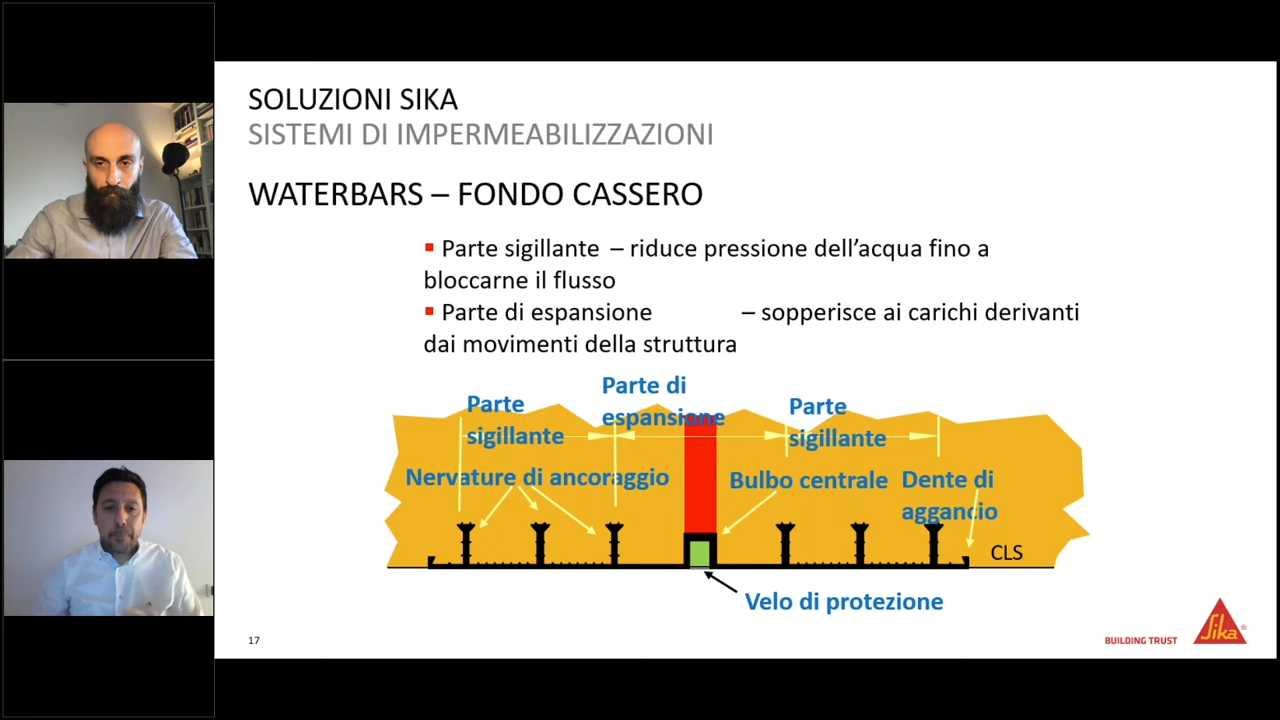 SOLUZIONI SIKA
SISTEMI DI IMPERMEABILIZZAZIONI
WATERBARS – FONDO CASSERO
Parte sigillante – riduce pressione dell’acqua fino a
bloccarne il flusso
Parte di espansione – sopperisce ai carichi derivanti
dai movimenti della struttura
Parte di
espansione
Parte
sigillante
Parte
sigillante
Nervature di ancoraggio
Bulbo centrale
Dente di
aggancio
CLS
Velo di protezione
17
BUILDING TRUST
Sika®